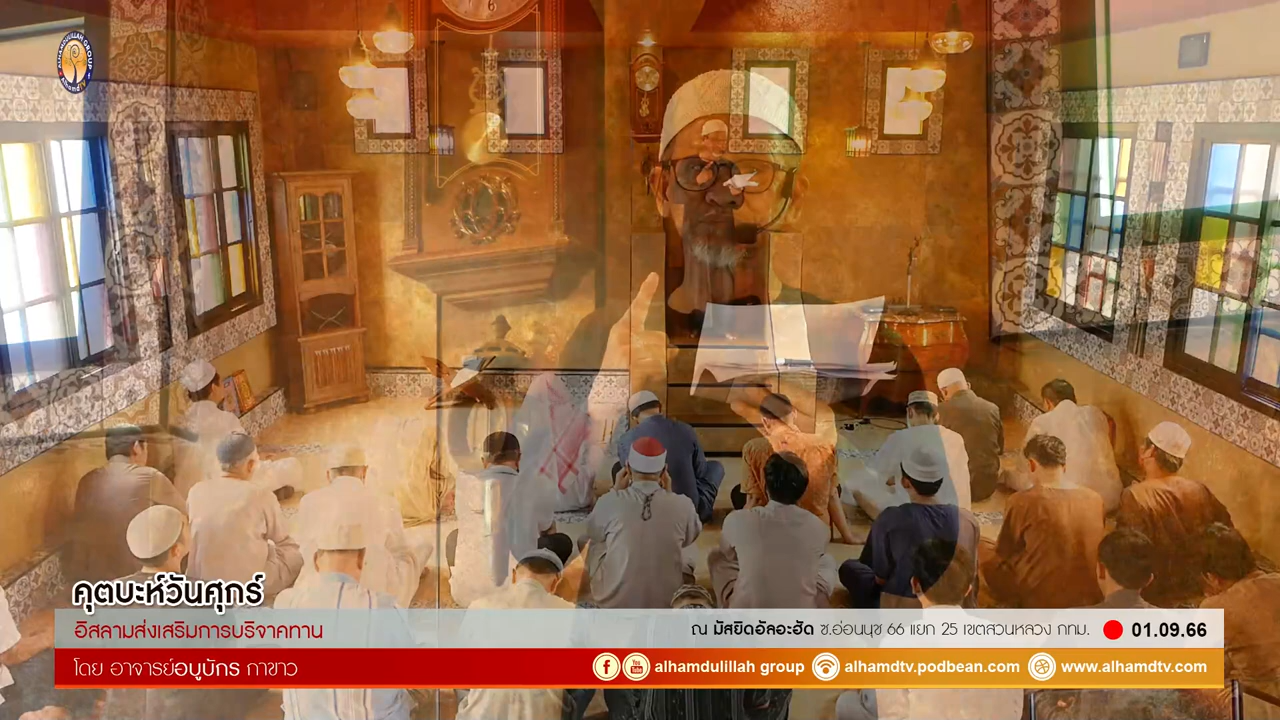 ALHAMDULILLAH GROUP
คุตบะห์วันศุกร์
อิสลามส่งเสริมการบริจาคทาน
ณ มัสยิดอัลอะฮัด ซ.อ่อนนุช 66 แยก 25 เขตสวนหลวง กทม. 01.09.66
โดย อาจารย์อบูบักร กาขาว
alhamdulillah group alhamdtv.podbean.com www.alhamdtv.com